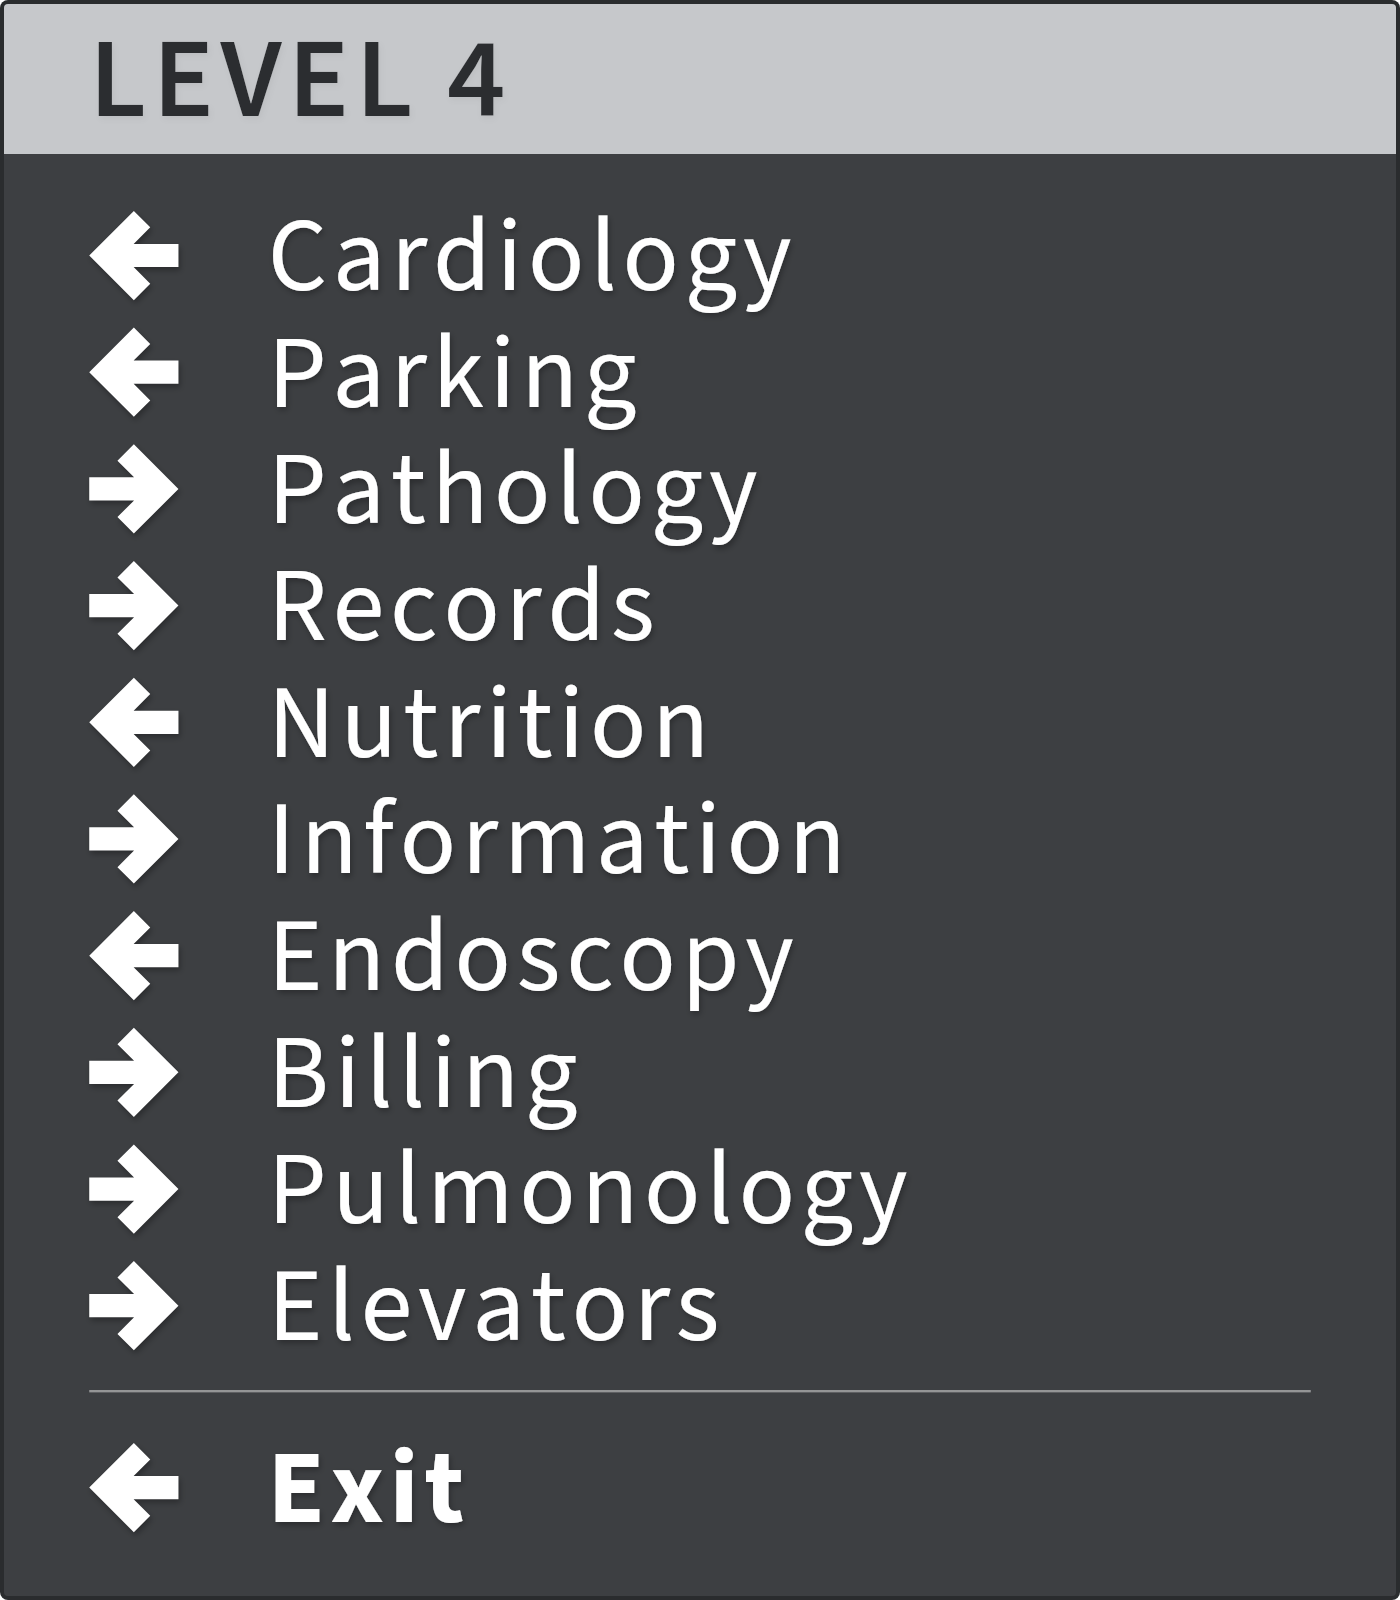 LEVEL 4
← Cardiology
← Parking
→ Pathology
→ Records
← Nutrition
→ Information
← Endoscopy
→ Billing
→ Pulmonology
→ Elevators
← Exit